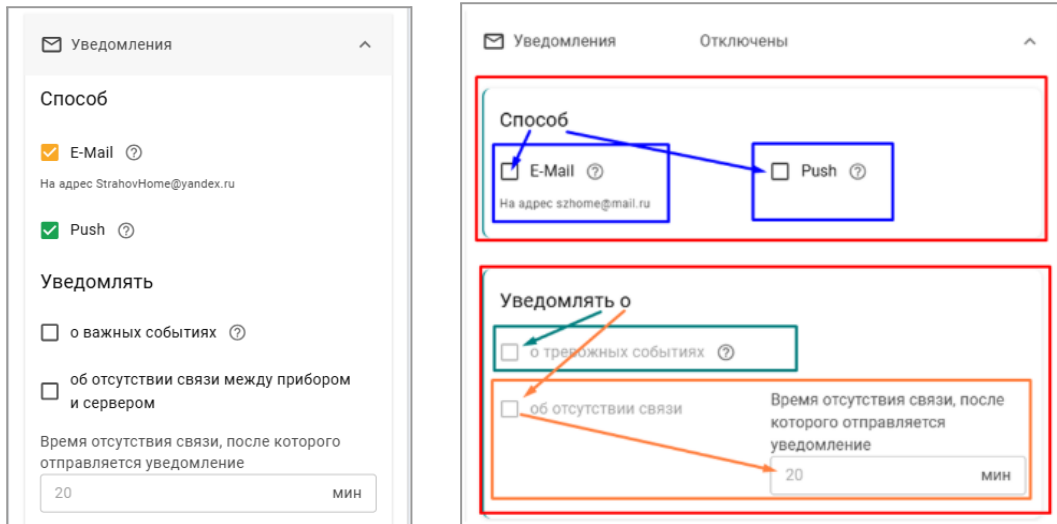 Уведомления
Способ
E-Mail
На адрес StrahovHome@yandex.ru
Push
Уведомлять
о важных событиях
об отсутствии связи между прибором
и сервером
Время отсутствия связи, после которого
отправляется уведомление
20 мин
Уведомления Отключены
Способ
E-Mail Push
На адрес szhome@mail.ru
Уведомлять о
о тревожных событиях
об отсутствии связи
Время отсутствия связи, после
которого отправляется
уведомление
20 мин